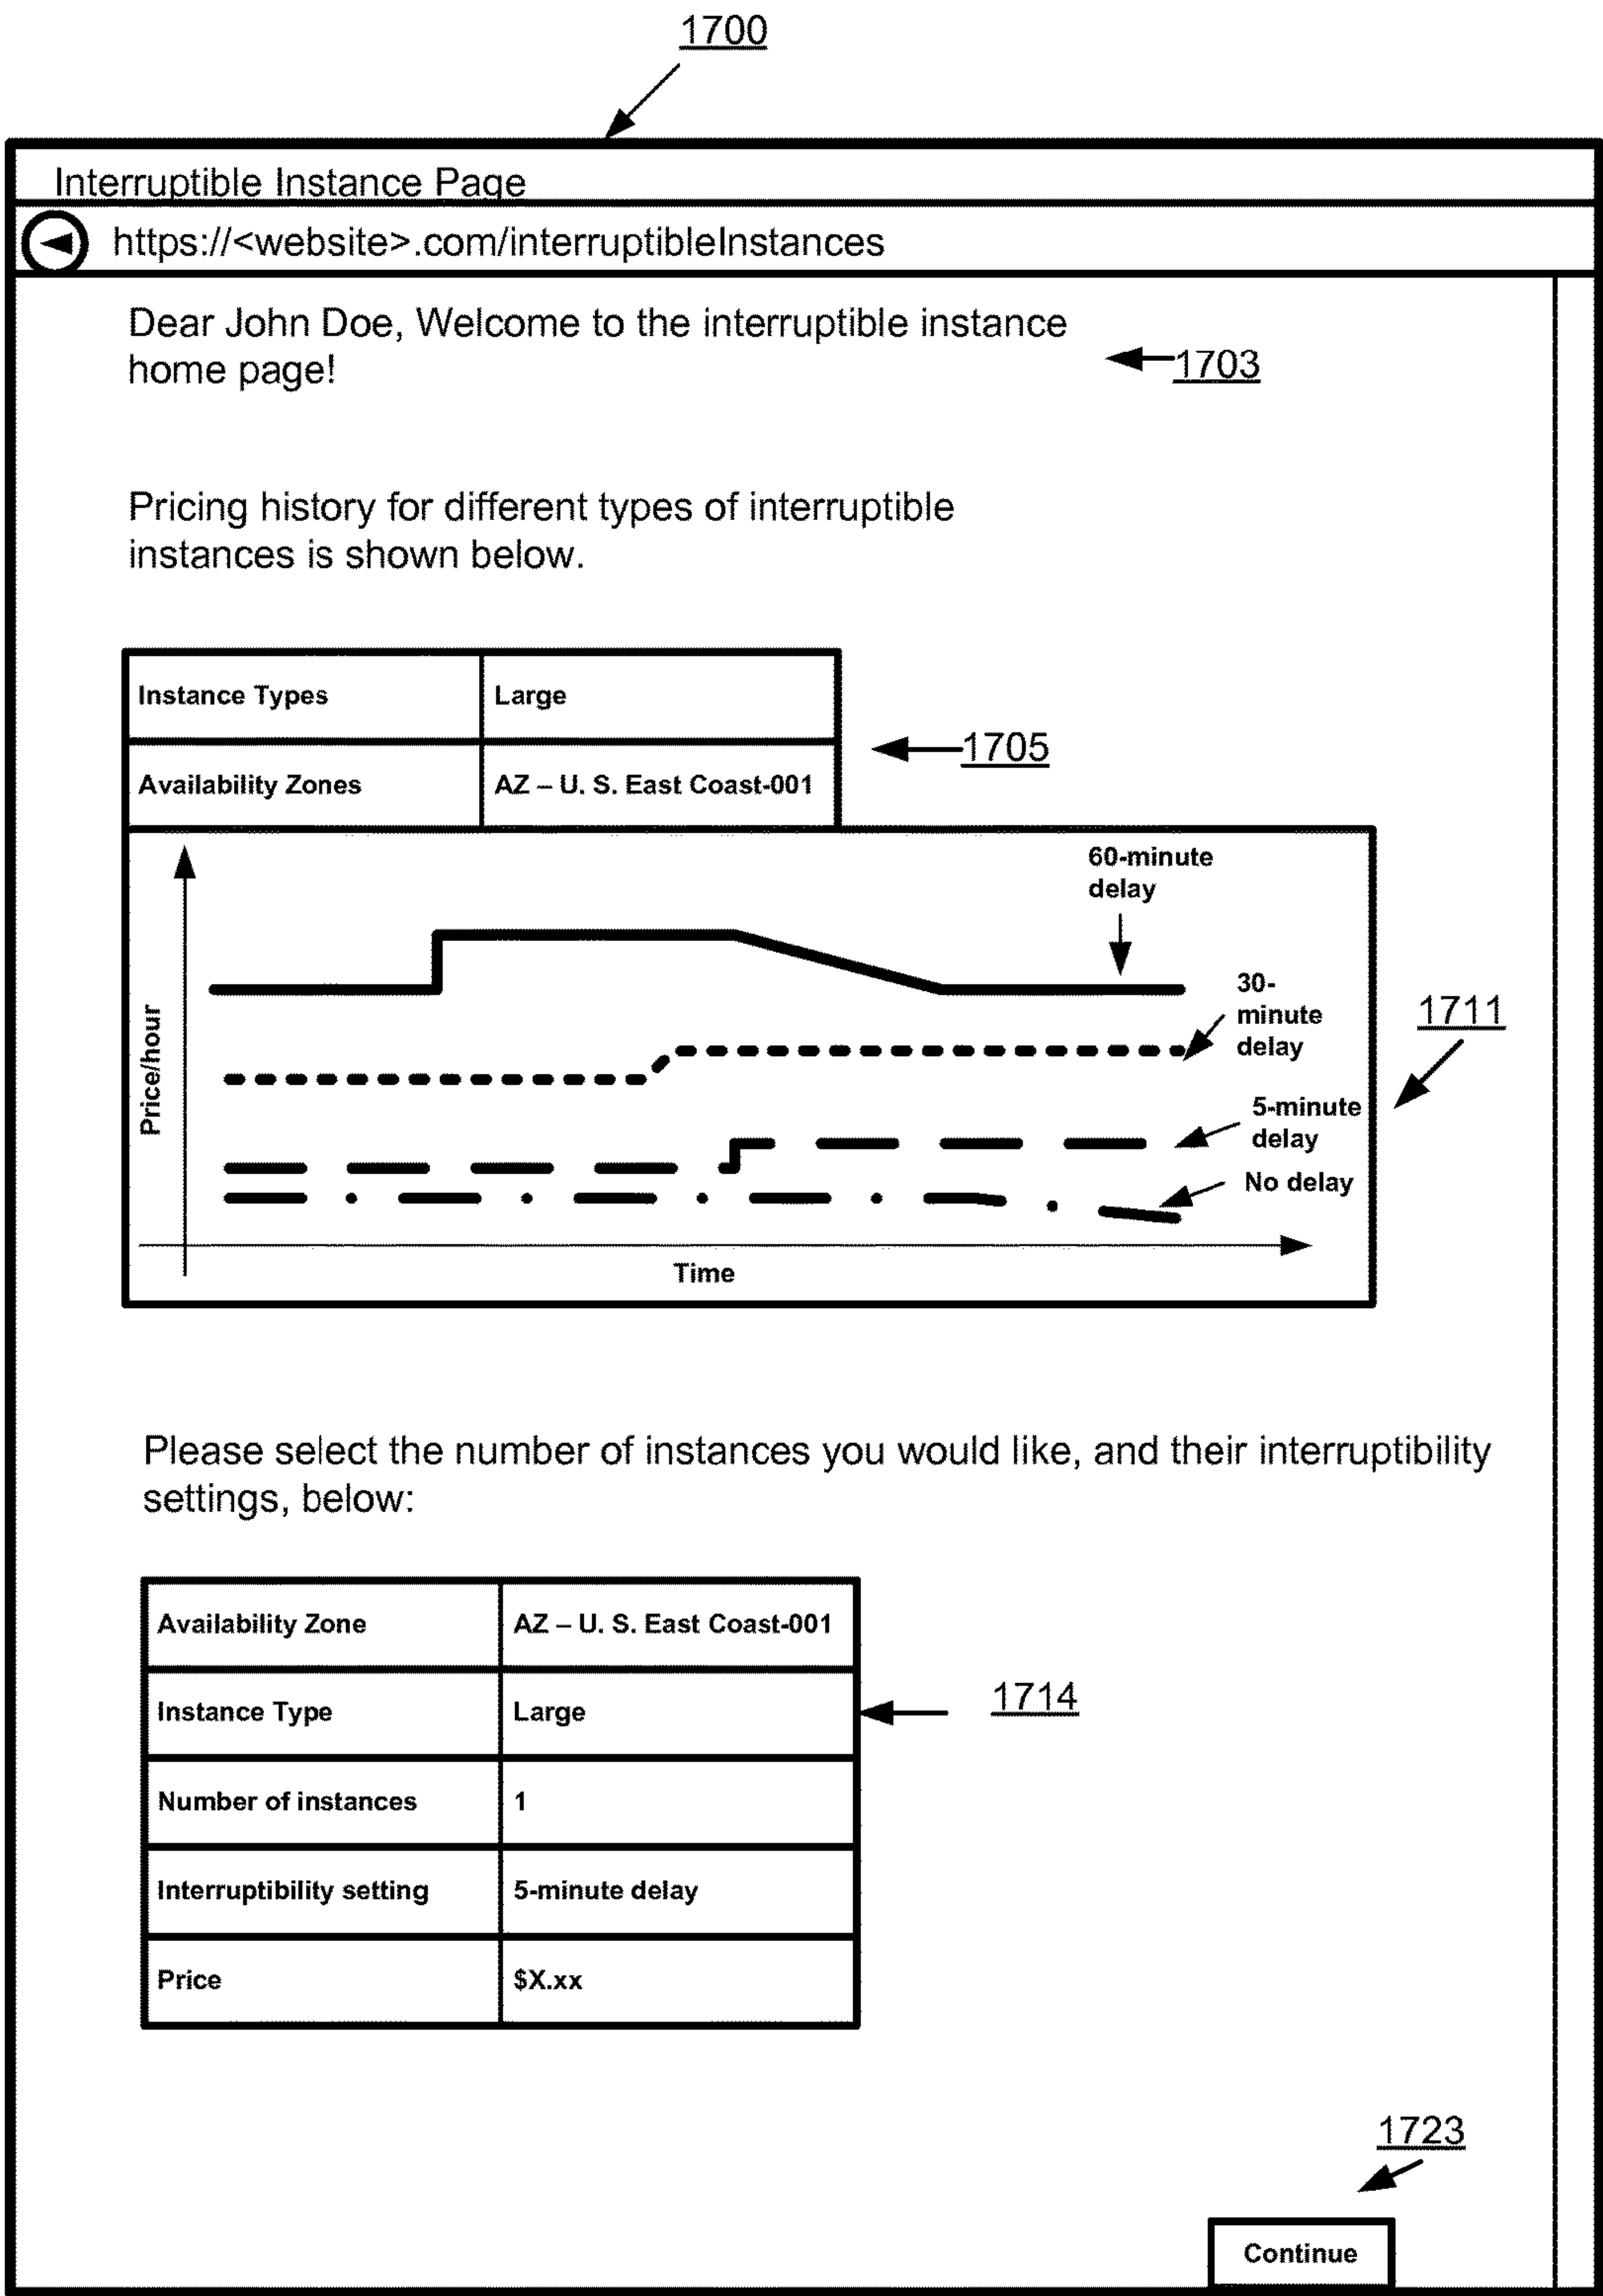 1700
Interruptible Instance Page
https://<website>.com/interruptibleInstances
Dear John Doe, Welcome to the interruptible instance
home page!
1703
Pricing history for different types of interruptible
instances is shown below.
Instance Types
Large
1705
Availability Zones
AZ – U. S. East Coast-001
60-minute
delay
30-
minute
delay
1711
Price/hour
5-minute
delay
No delay
Time
Please select the number of instances you would like, and their interruptibility
settings, below:
Availability Zone
AZ – U. S. East Coast-001
Instance Type
Large
1714
Number of instances
1
Interruptibility setting
5-minute delay
Price
$X.xx
1723
Continue